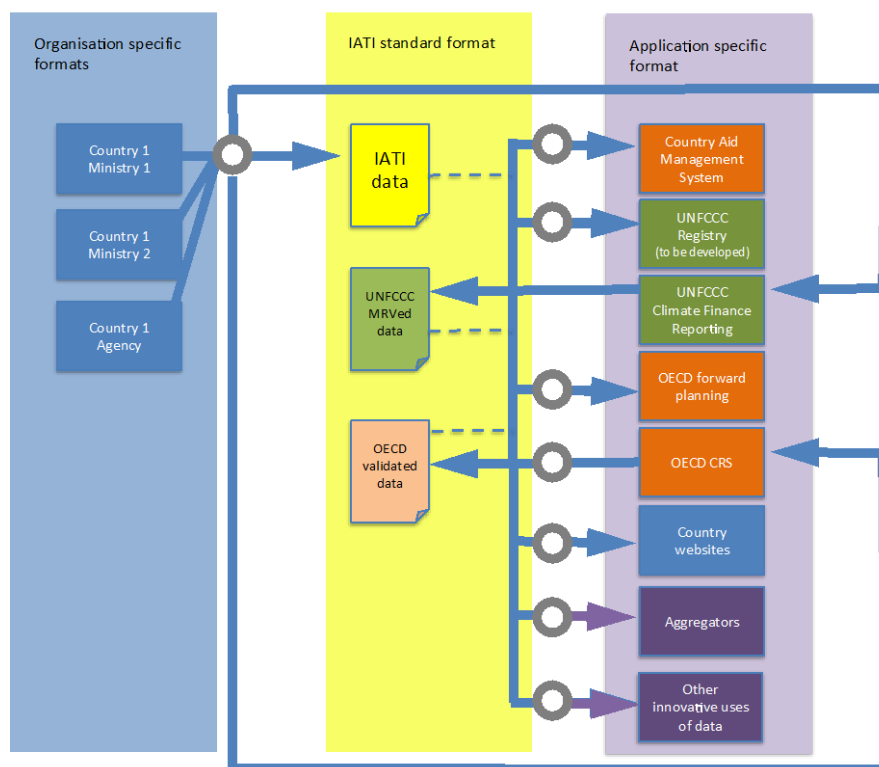 Organisation specific
formats
IATI standard format
Application specific
format
Country 1
Ministry 1
Country 1
Ministry 2
Country 1
Agency
IATI
data
UNFCCC
MRVed
data
OECD
validated
data
Country Aid
Management
System
UNFCCC
Registry
(to be developed)
UNFCCC
Climate Finance
Reporting
OECD forward
planning
OECD CRS
Country
websites
Aggregators
Other
innovative uses
of data